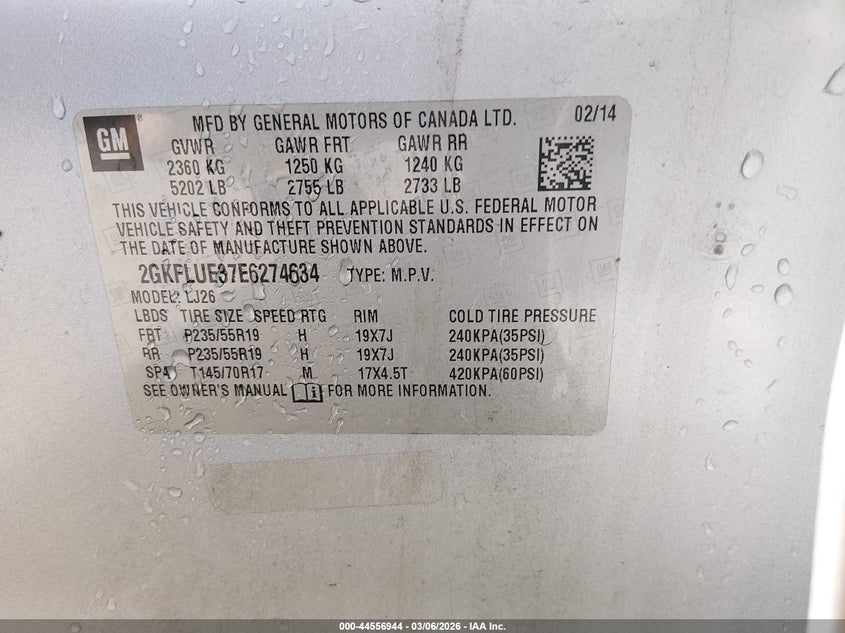 GM
MFD BY GENERAL MOTORS OF CANADA LTD. 02/14
GVWR GAWR FRT GAWR RR
2360 KG 1250 KG 1240 KG
5202 LB 2755 LB 2733 LB
THIS VEHICLE CONFORMS TO ALL APPLICABLE U.S. FEDERAL MOTOR
VEHICLE SAFETY AND THEFT PREVENTION STANDARDS IN EFFECT ON
THE DATE OF MANUFACTURE SHOWN ABOVE.
2GKFLUE37E6274634 TYPE: M.P.V.
MODEL: LJ26
LBDS TIRE SIZE SPEED RTG RIM COLD TIRE PRESSURE
FRT P235/55R19 H 19X7J 240KPA(35PSI)
RR P235/55R19 H 19X7J 240KPA(35PSI)
SPA T145/70R17 M 17X4.5T 420KPA(60PSI)
SEE OWNER'S MANUAL FOR MORE INFORMATION.
000-44556944 — 03/06/2026 - IAA Inc.